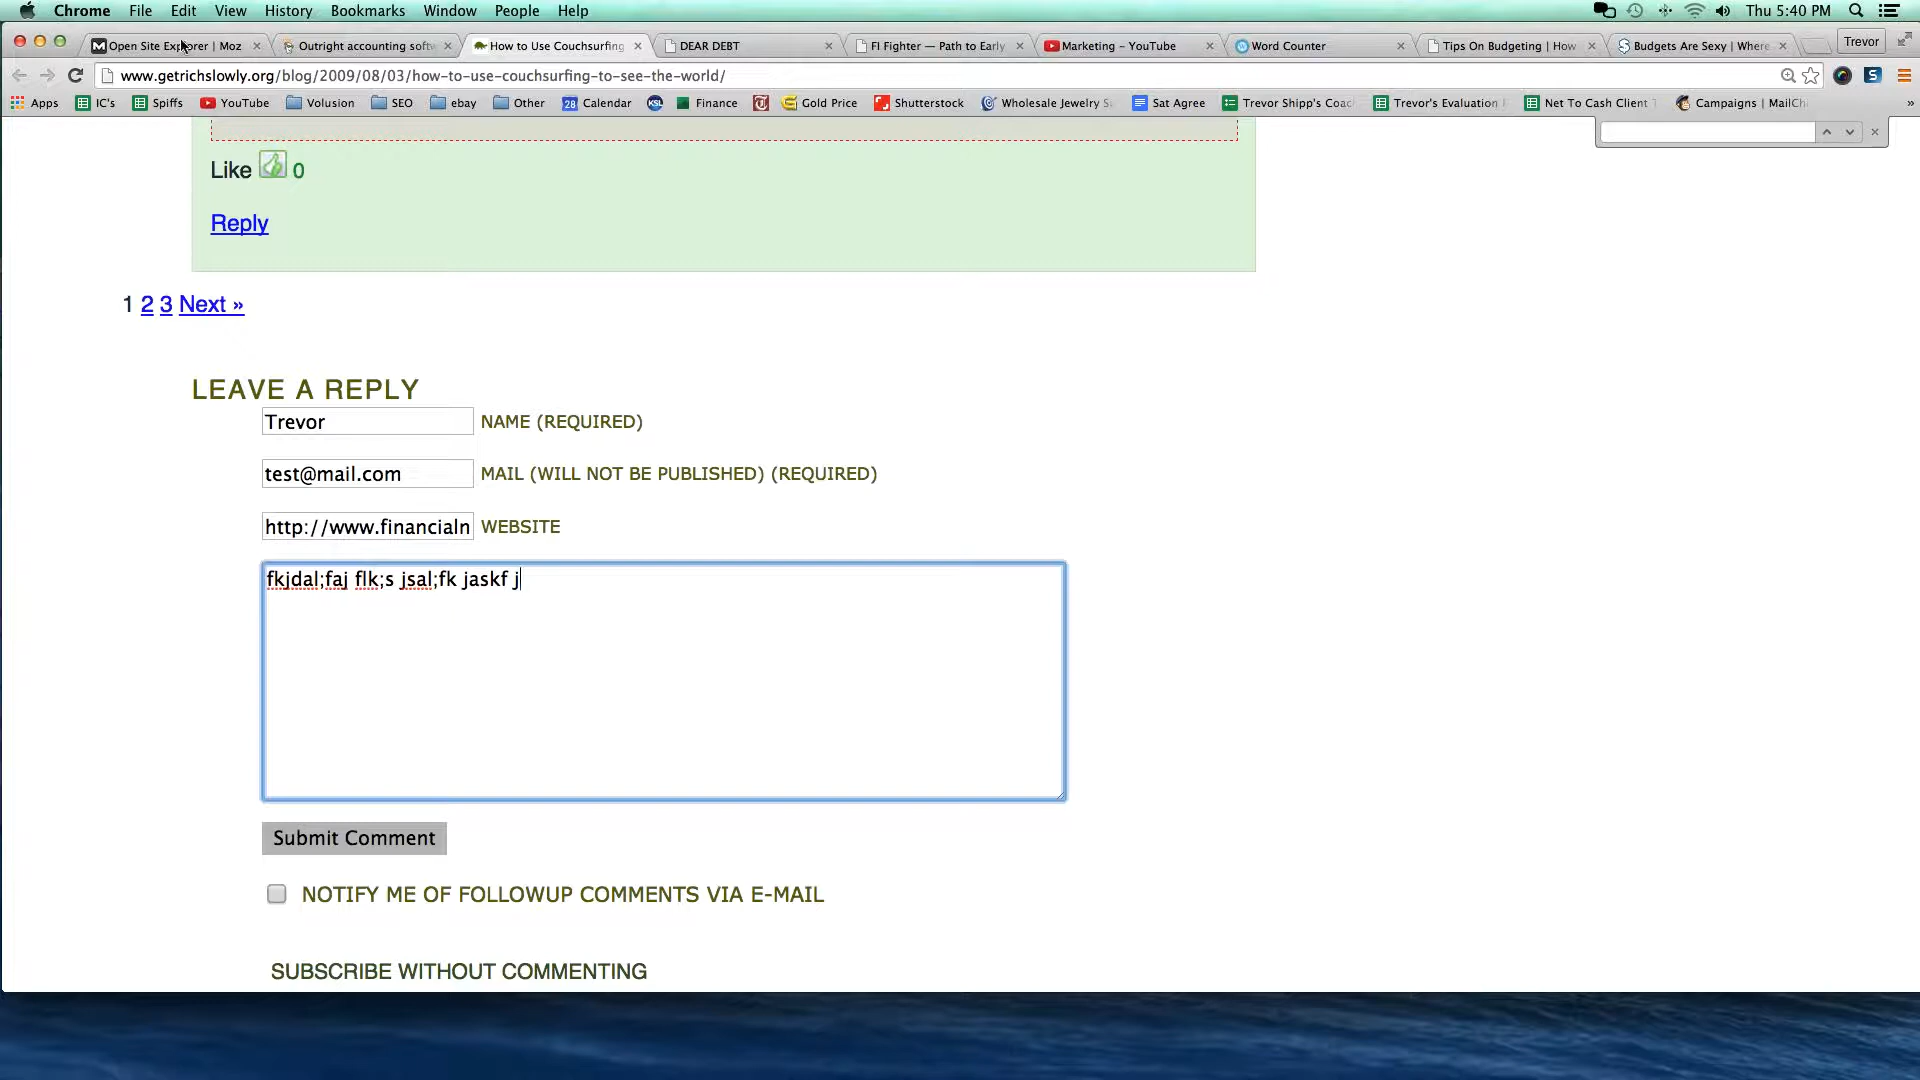 Chrome File Edit View History Bookmarks Window People Help Thu 5:40 PM
Open Site Explorer | Moz Outright accounting softw How to Use Couchsurfing DEAR DEBT FI Fighter — Path to Early Marketing - YouTube Word Counter Tips On Budgeting | How Budgets Are Sexy | Where Trevor
www.getrichslowly.org/blog/2009/08/03/how-to-use-couchsurfing-to-see-the-world/
Apps IC's Spiffs YouTube Volusion SEO ebay Other 28 Calendar KSL Finance Gold Price Shutterstock Wholesale Jewelry S Sat Agree Trevor Shipp's Coac Trevor's Evaluation Net To Cash Client Campaigns | MailCh »
Like 0
Reply
1 2 3 Next »
LEAVE A REPLY
Trevor NAME (REQUIRED)
test@mail.com MAIL (WILL NOT BE PUBLISHED) (REQUIRED)
http://www.financialn WEBSITE
fkjdal;faj flk;s jsal;fk jaskf j
Submit Comment
NOTIFY ME OF FOLLOWUP COMMENTS VIA E-MAIL
SUBSCRIBE WITHOUT COMMENTING